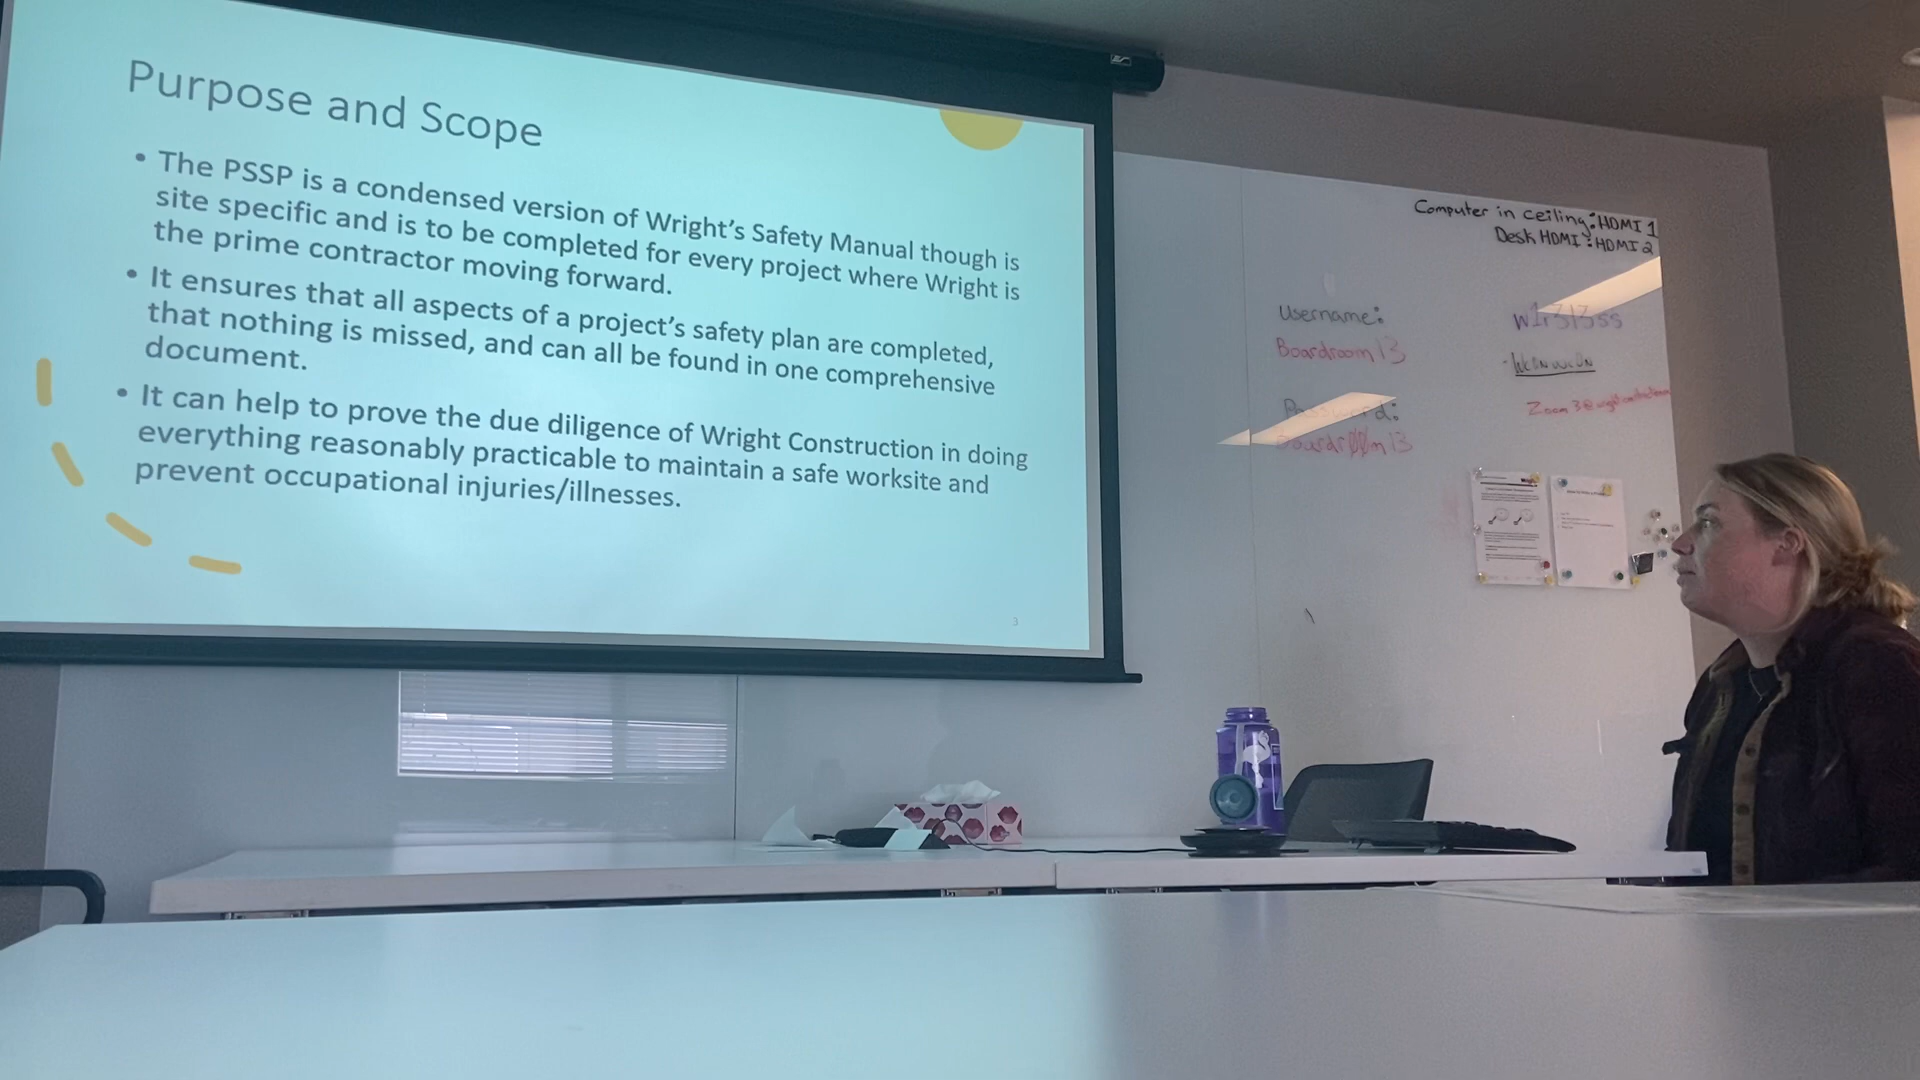 Purpose and Scope
• The PSSP is a condensed version of Wright's Safety Manual though is
site specific and is to be completed for every project where Wright is
the prime contractor moving forward.
• It ensures that all aspects of a project's safety plan are completed,
that nothing is missed, and can all be found in one comprehensive
document.
• It can help to prove the due diligence of Wright Construction in doing
everything reasonably practicable to maintain a safe worksite and
prevent occupational injuries/illnesses.
3
Computer in ceiling: HDMI 1
Desk HDMI: HDMI 2
Username:
Boardroom 13
Password: